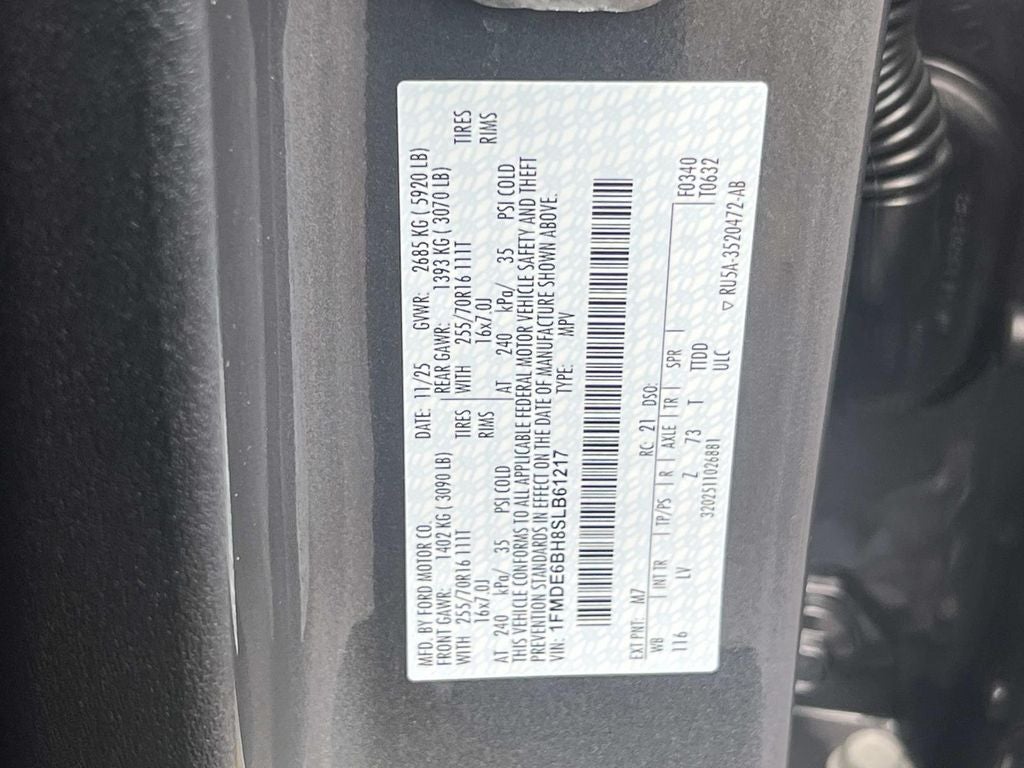 MFD. BY FORD MOTOR CO. DATE: 11/25 GVWR: 2685 KG ( 5920 LB)
FRONT GAWR: 1402 KG ( 3090 LB) REAR GAWR: 1393 KG ( 3070 LB)
WITH 255/70R16 111T TIRES WITH 255/70R16 111T TIRES
16x7.0J RIMS 16x7.0J RIMS
AT 240 kPa/ 35 PSI COLD AT 240 kPa/ 35 PSI COLD
THIS VEHICLE CONFORMS TO ALL APPLICABLE FEDERAL MOTOR VEHICLE SAFETY AND THEFT
PREVENTION STANDARDS IN EFFECT ON THE DATE OF MANUFACTURE SHOWN ABOVE.
VIN: 1FMDE6BH8SLB61217 TYPE: MPV
EXT PNT: M7 RC: 21 DSO: F0340
WB INT TR TP/PS R AXLE TR SPR T0632
116 LV Z 73 T TTDD
3202511026881 ULC
▽ RU5A-3520472-AB